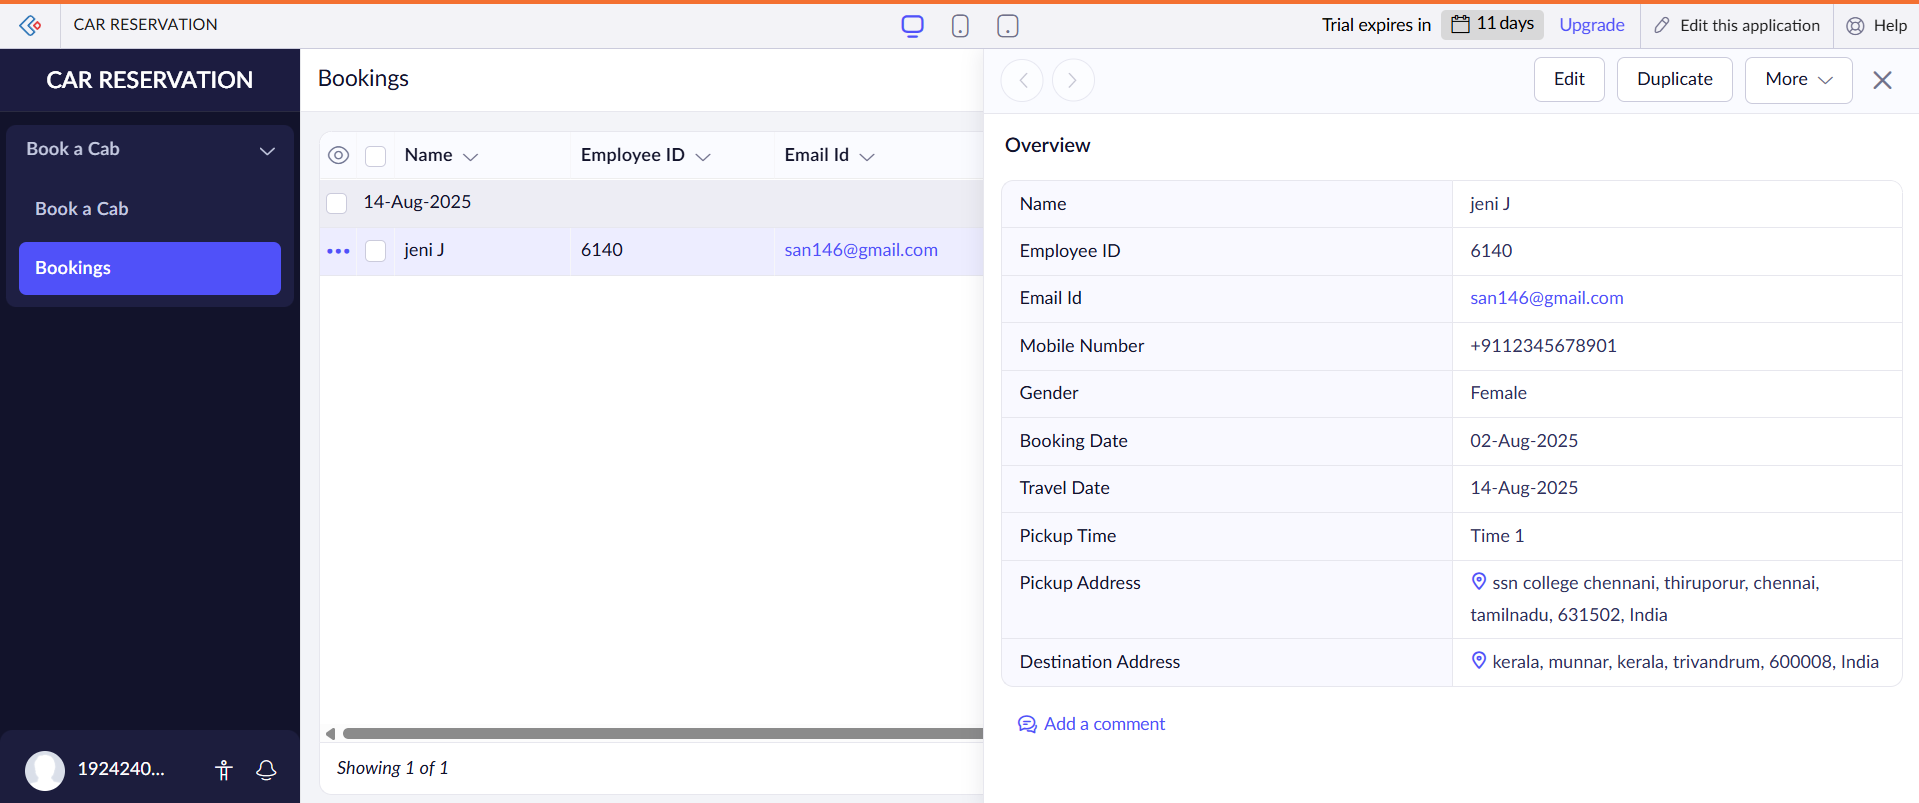 CAR RESERVATION
Trial expires in 11 days Upgrade Edit this application Help
CAR RESERVATION
Book a Cab
Book a Cab
Bookings
1924240...
Bookings
Name Employee ID Email Id
14-Aug-2025
jeni J 6140 san146@gmail.com
Showing 1 of 1
Edit Duplicate More
Overview
Name jeni J
Employee ID 6140
Email Id san146@gmail.com
Mobile Number +9112345678901
Gender Female
Booking Date 02-Aug-2025
Travel Date 14-Aug-2025
Pickup Time Time 1
Pickup Address ssn college chennani, thiruporur, chennai,
tamilnadu, 631502, India
Destination Address kerala, munnar, kerala, trivandrum, 600008, India
Add a comment